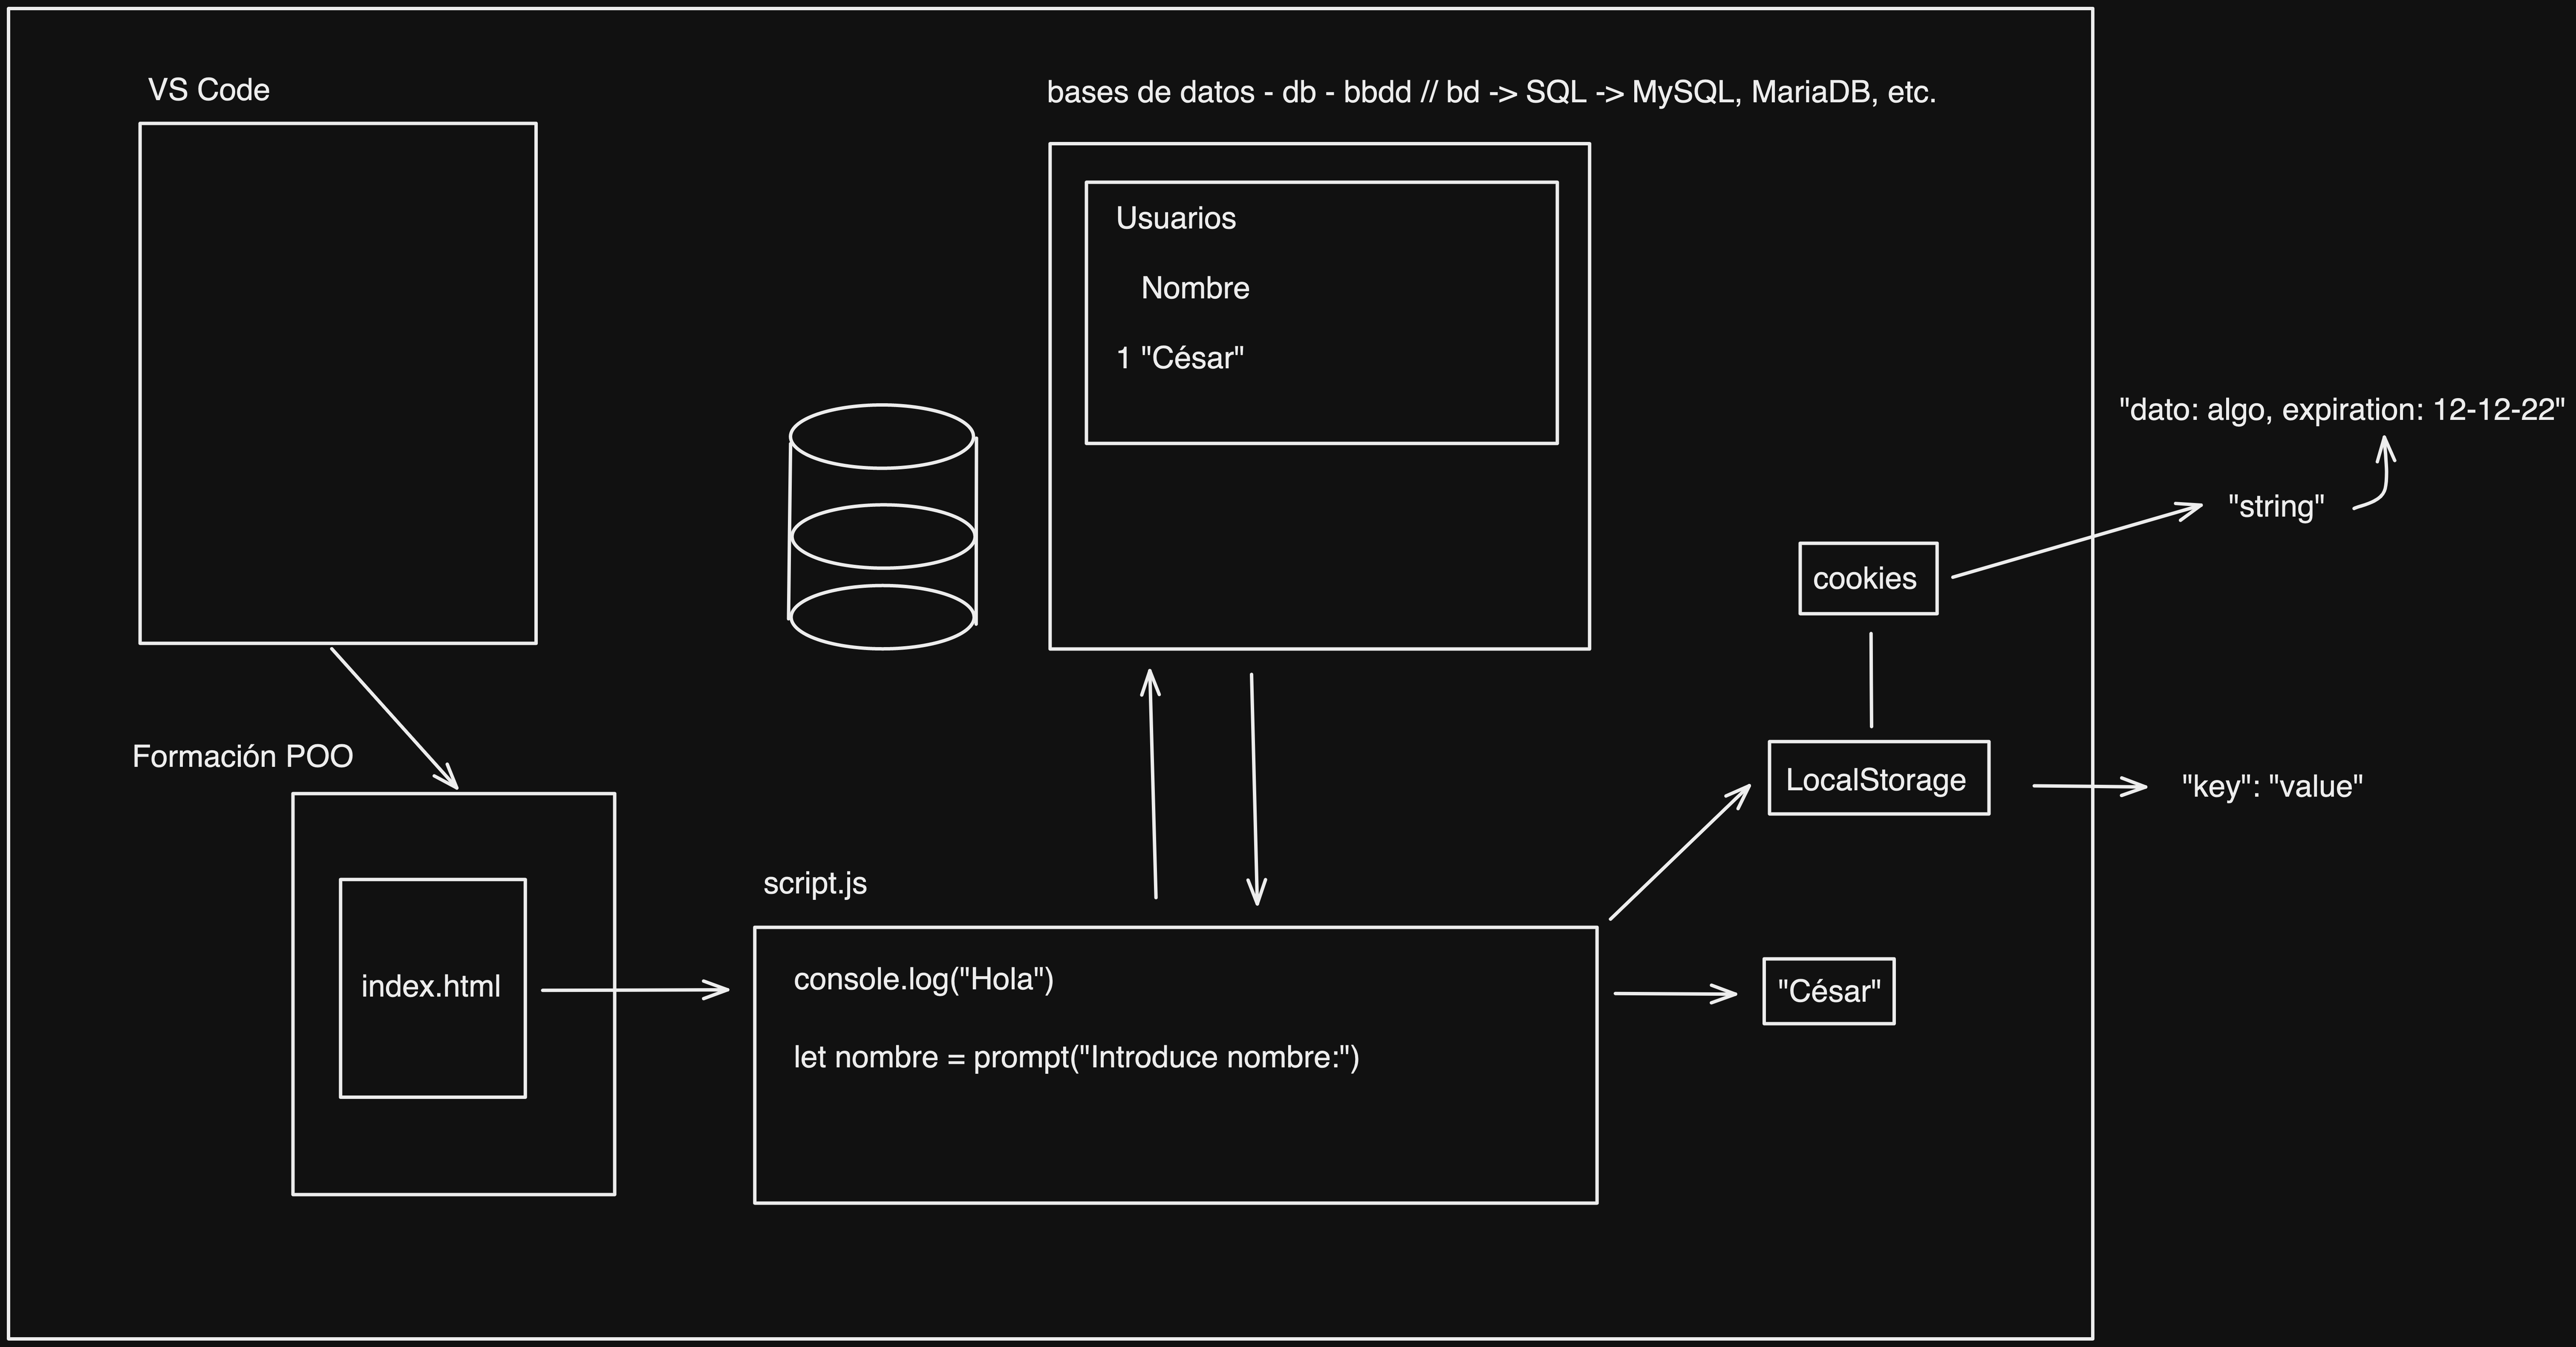 VS Code
bases de datos - db - bbdd // bd -> SQL -> MySQL, MariaDB, etc.
Usuarios
Nombre
1 "César"
"dato: algo, expiration: 12-12-22"
"string"
cookies
LocalStorage
"key": "value"
Formación POO
index.html
script.js
console.log("Hola")
let nombre = prompt("Introduce nombre:")
"César"